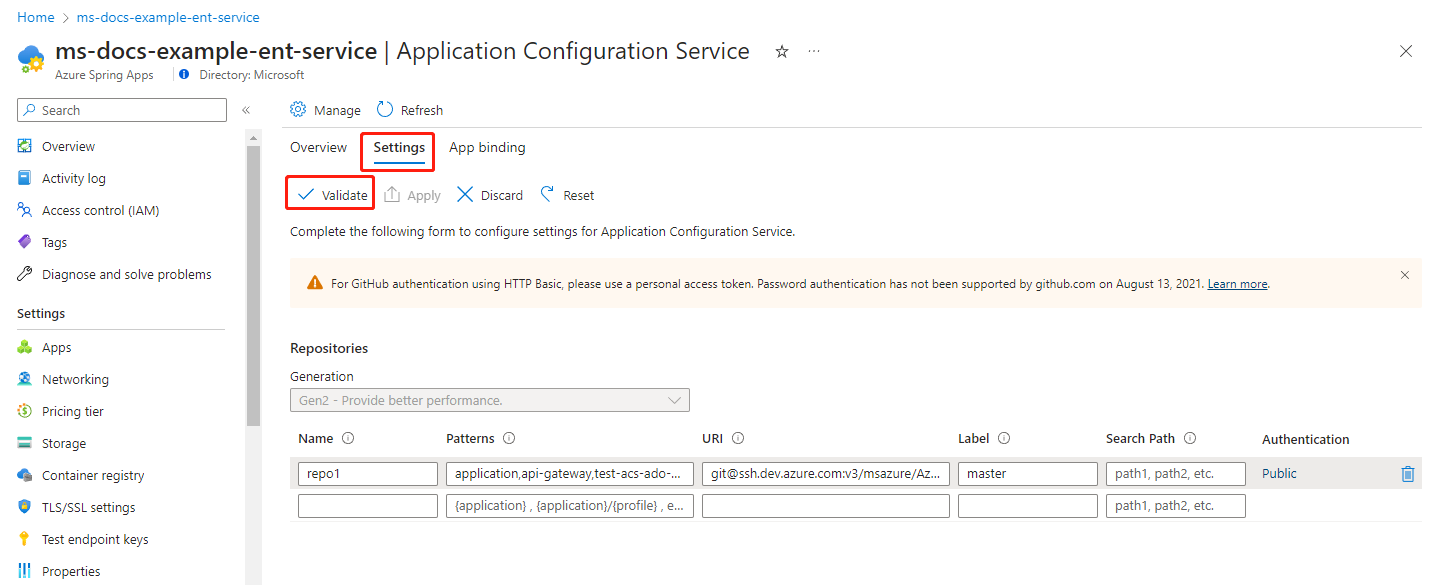 Home > ms-docs-example-ent-service
ms-docs-example-ent-service | Application Configuration Service
Azure Spring Apps Directory: Microsoft
Search
Overview
Activity log
Access control (IAM)
Tags
Diagnose and solve problems
Settings
Apps
Networking
Pricing tier
Storage
Container registry
TLS/SSL settings
Test endpoint keys
Properties
Manage Refresh
Overview Settings App binding
Validate Apply Discard Reset
Complete the following form to configure settings for Application Configuration Service.
For GitHub authentication using HTTP Basic, please use a personal access token. Password authentication has not been supported by github.com on August 13, 2021. Learn more.
Repositories
Generation
Gen2 - Provide better performance.
Name Patterns URI Label Search Path Authentication
repo1 application,api-gateway,test-acs-ado-... git@ssh.dev.azure.com:v3/msazure/Az... master path1, path2, etc. Public
{application} , {application}/{profile} , e... path1, path2, etc.